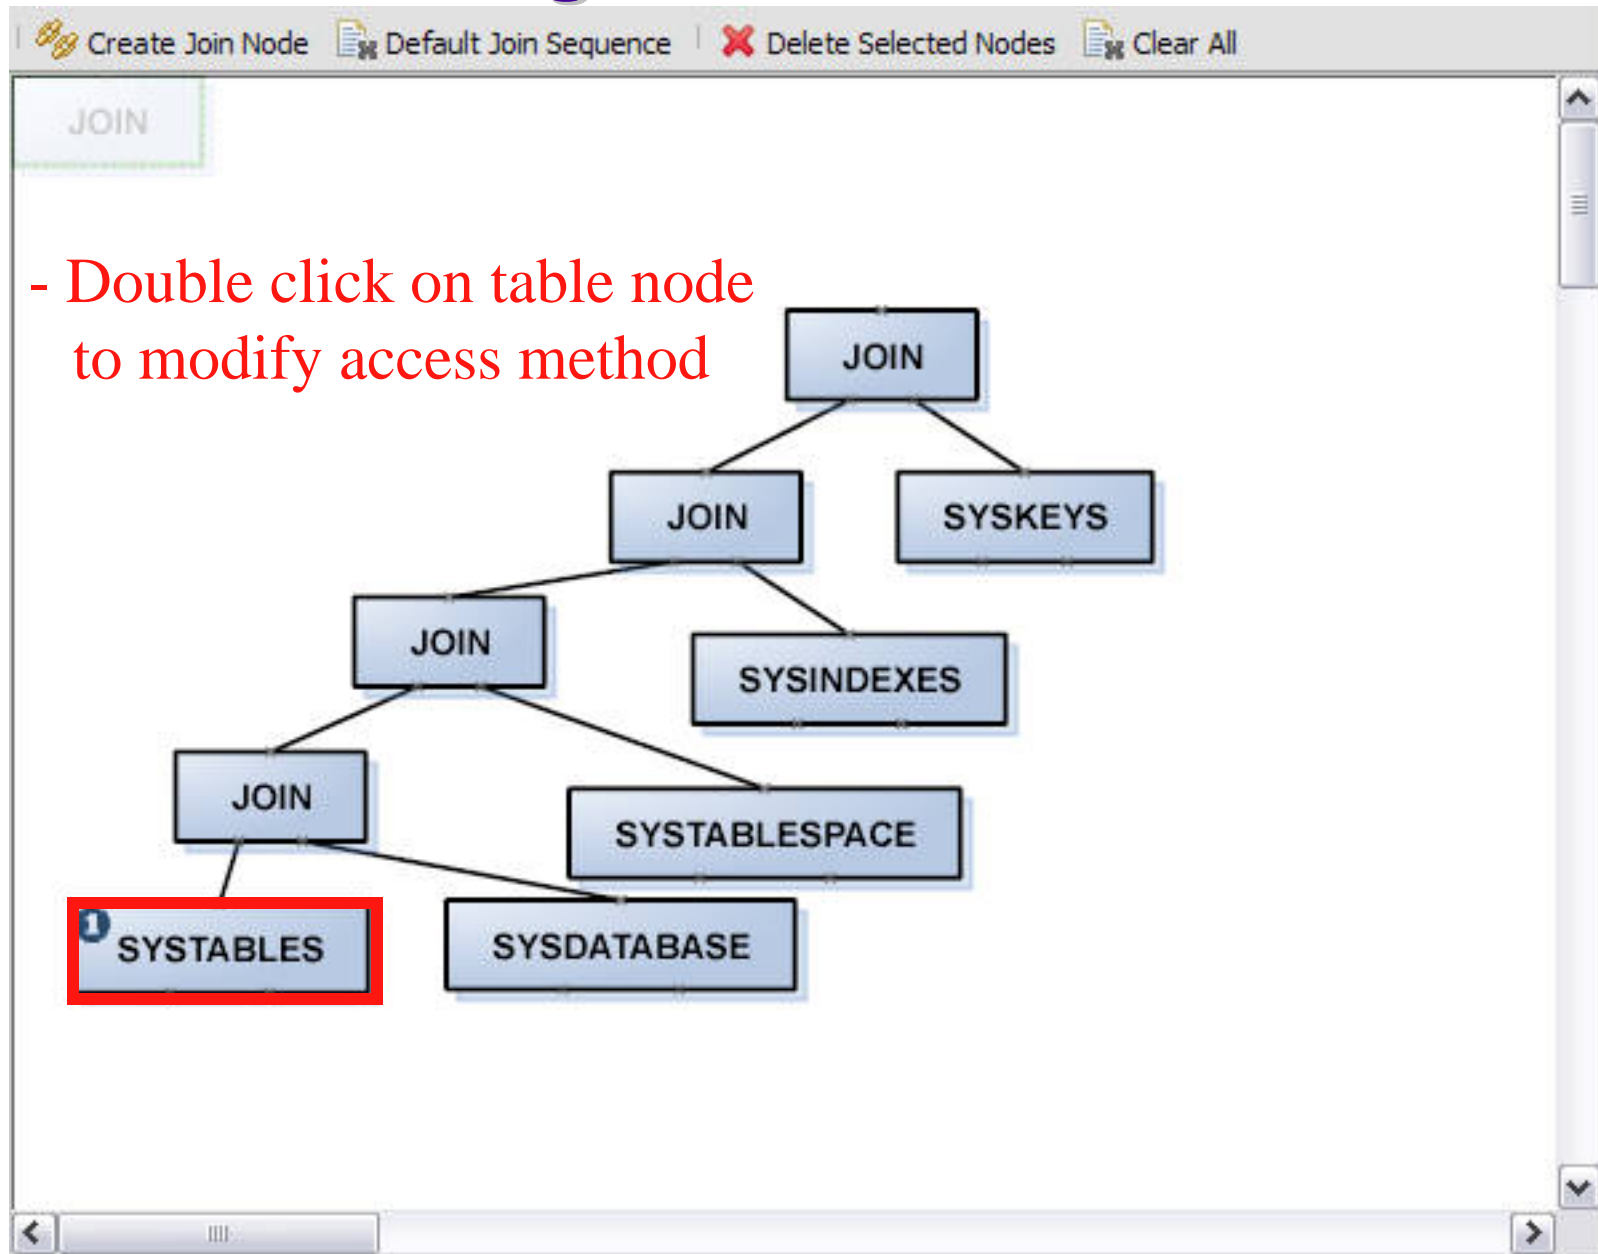 Create Join Node Default Join Sequence Delete Selected Nodes Clear All
JOIN
- Double click on table node
to modify access method
JOIN
JOIN
SYSKEYS
JOIN
SYSINDEXES
JOIN
SYSTABLESPACE
1
SYSTABLES
SYSDATABASE